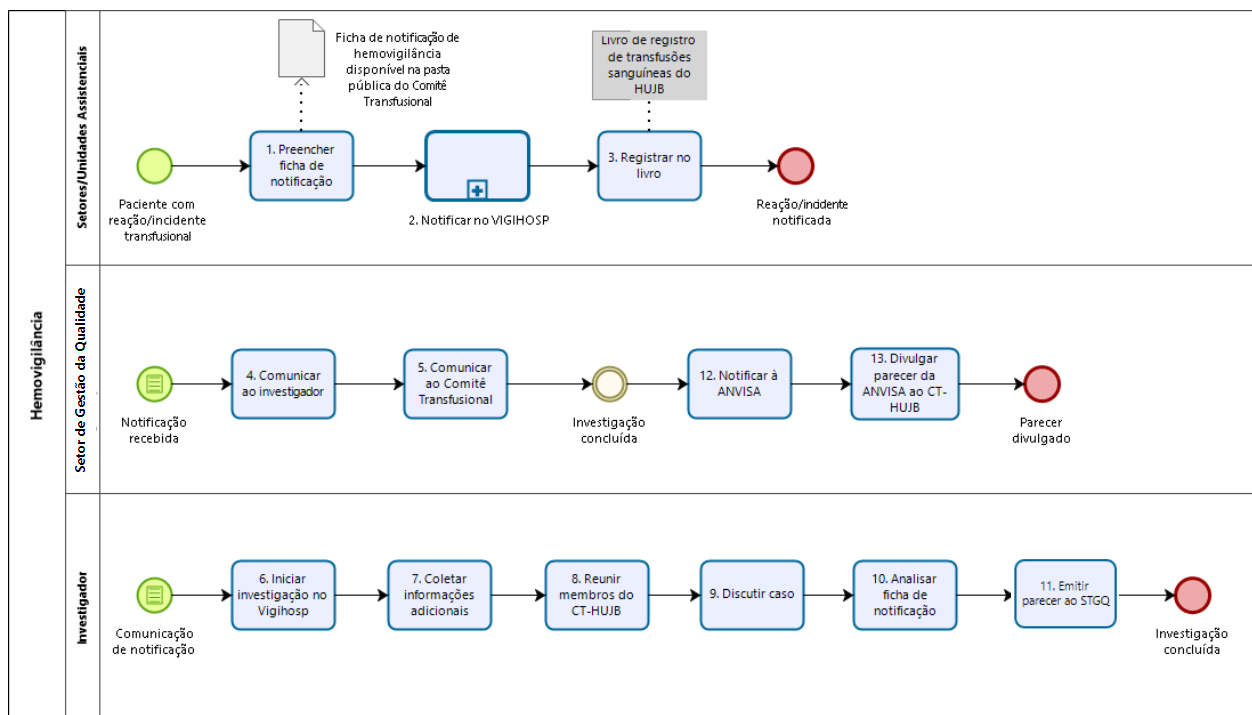 Hemovigilância
Setores/Unidades Assistenciais
Ficha de notificação de
hemovigilância
disponível na pasta
pública do Comitê
Transfusional
Livro de registro
de transfusões
sanguíneas do
HUJB
Paciente com
reação/incidente
transfusional
1. Preencher
ficha de
notificação
2. Notificar no VIGIHOSP
3. Registrar no
livro
Reação/incidente
notificada
Setor de Gestão da Qualidade
Notificação
recebida
4. Comunicar
ao investigador
5. Comunicar
ao Comitê
Transfusional
Investigação
concluída
12. Notificar à
ANVISA
13. Divulgar
parecer da
ANVISA ao CT-
HUJB
Parecer
divulgado
Investigador
Comunicação
de notificação
6. Iniciar
investigação no
Vigihosp
7. Coletar
informações
adicionais
8. Reunir
membros do
CT-HUJB
9. Discutir caso
10. Analisar
ficha de
notificação
11. Emitir
parecer ao STGQ
Investigação
concluída